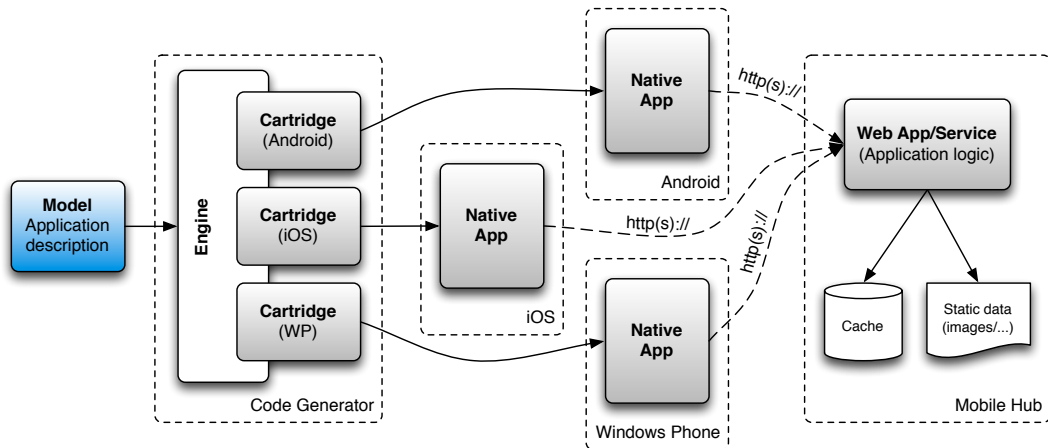 Model
Application
description
Engine
Cartridge
(Android)
Cartridge
(iOS)
Cartridge
(WP)
Code Generator
Native
App
iOS
Native
App
Android
Native
App
Windows Phone
http(s)://
http(s)://
http(s)://
Web App/Service
(Application logic)
Cache
Static data
(images/...)
Mobile Hub